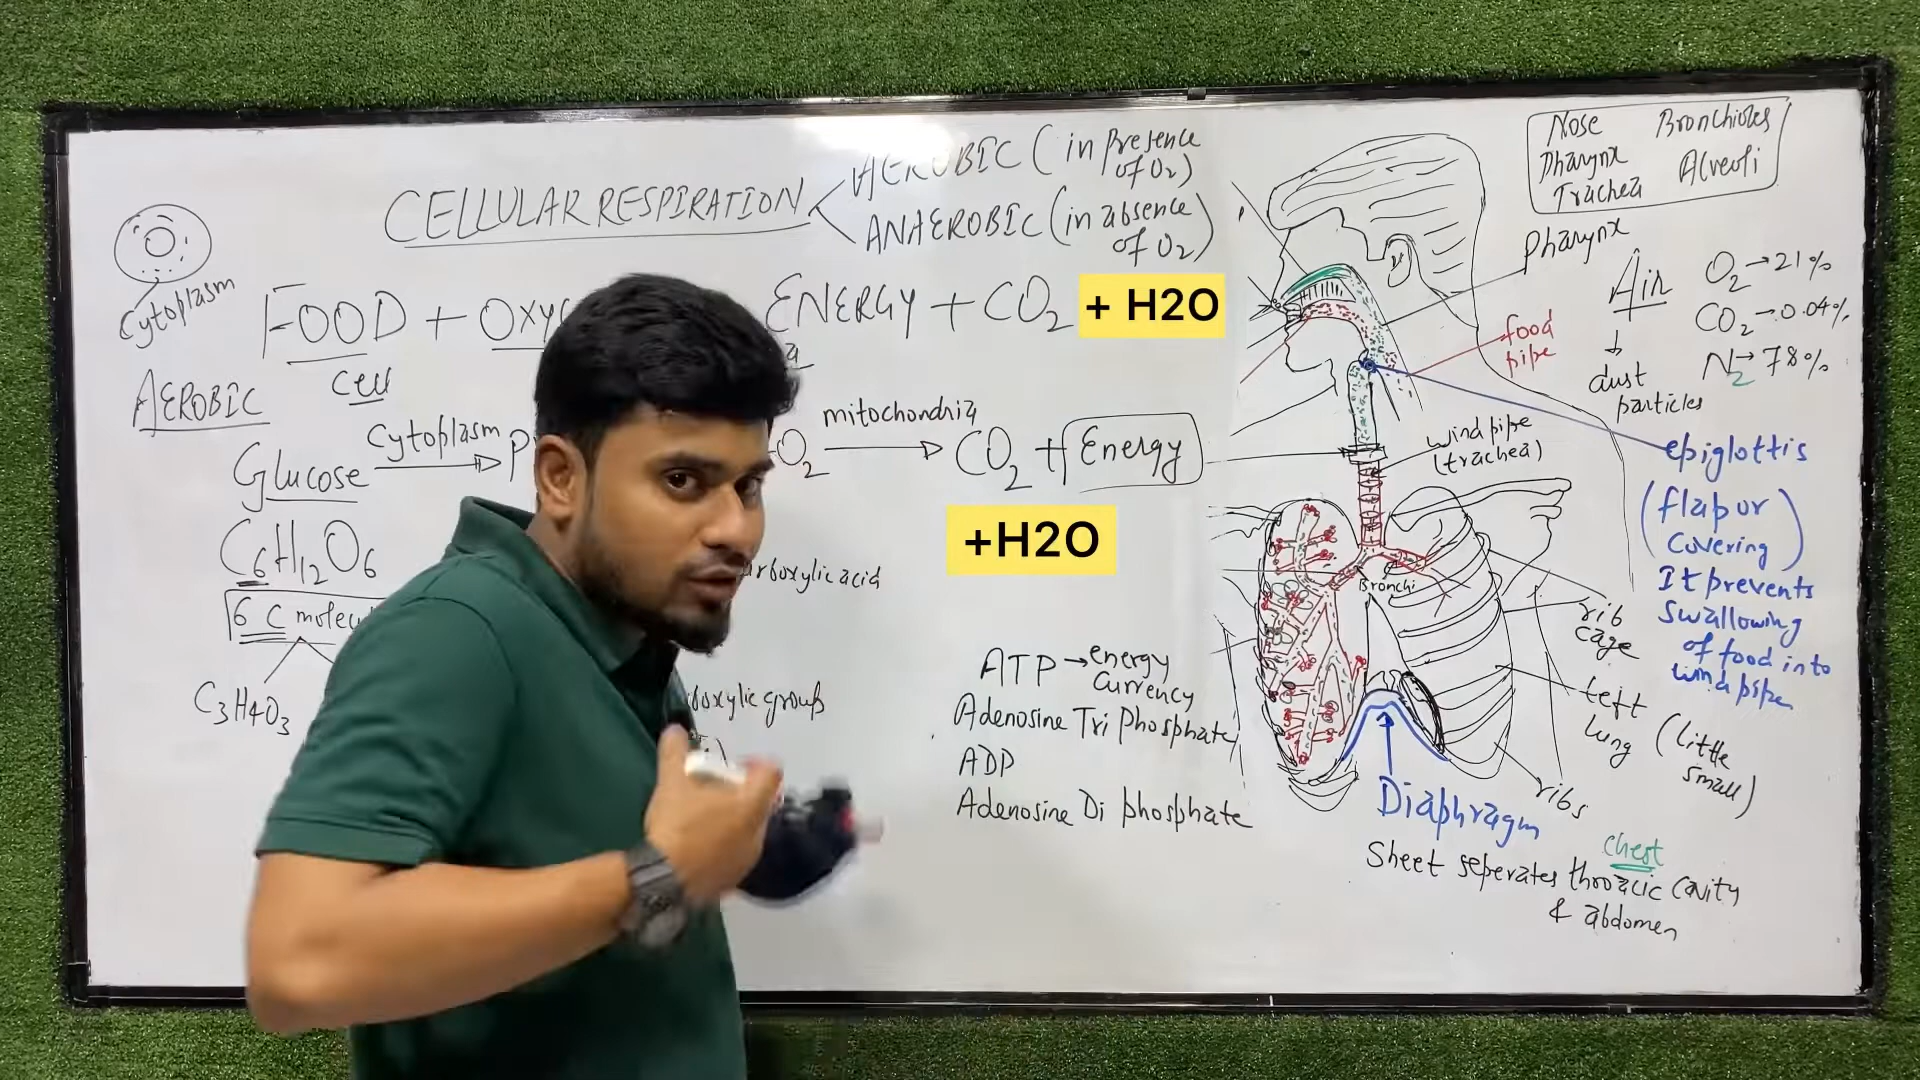 CELLULAR RESPIRATION
AEROBIC (in presence
of O2)
ANAEROBIC (in absence
of O2)
Cytoplasm
FOOD + OXY
ENERGY + CO2 + H2O
cell
AEROBIC
Glucose
Cytoplasm
O2
mitochondria
CO2 + Energy
+H2O
C6H12O6
6 C
C3H4O3
acid
group
ATP → energy
currency
Adenosine Tri Phosphate
ADP
Adenosine Di phosphate
Nose Bronchioles
Pharynx Alveoli
Trachea
Pharynx
Air
O2 → 21%
CO2 → 0.04%
N2 → 78%
dust
particles
food
pipe
wind pipe
(trachea)
Bronchi
epiglottis
(flap or
covering)
It prevents
swallowing
of food into
wind pipe
rib
cage
left
lung (little
small)
ribs
Diaphragm
chest
Sheet seperates throacic cavity
& abdomen